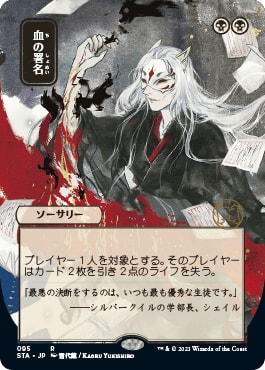 血の署名
ち しょめい
ソーサリー
プレイヤー1人を対象とする。そのプレイヤー
はカード2枚を引き2点のライフを失う。
「最悪の決断をするのは、いつも最も優秀な生徒です。」
――シルバークイルの学部長、シェイル
095 R
STA • JP 雪代薫/KAORU YUKISHIRO
™ & © 2021 Wizards of the Coast